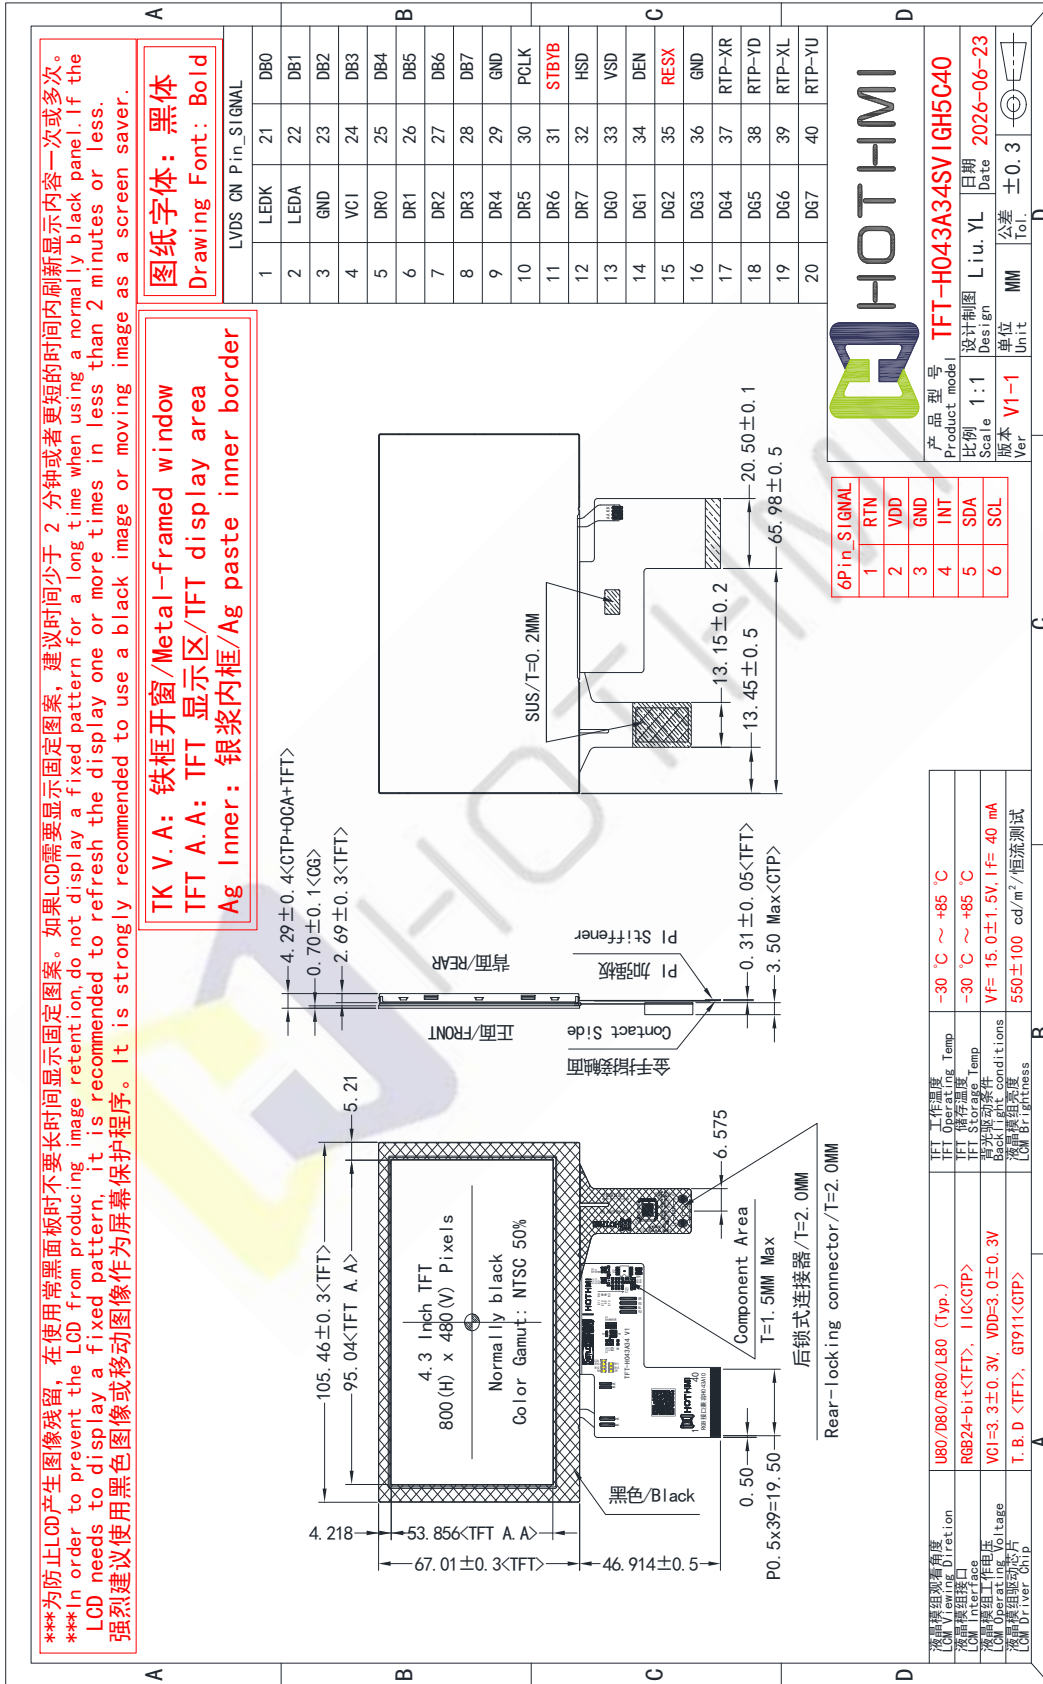 ***为防止LCD产生图像残留, 在使用常黑面板时不要长时间显示固定图案。 如果LCD需要显示固定图案, 建议时间少于 2 分钟或者更短的时间内刷新显示内容一次或多次。
***In order to prevent the LCD from producing image retention, do not display a fixed pattern for a long time when using a normally black panel. If the
LCD needs to display a fixed pattern, it is recommended to refresh the display one or more times in less than 2 minutes or less.
强烈建议使用黑色图像或移动图像作为屏幕保护程序。 It is strongly recommended to use a black image or moving image as a screen saver.
TK V.A: 铁框开窗/Metal-framed window
TFT A.A: TFT 显示区/TFT display area
Ag Inner: 银浆内框/Ag paste inner border
图纸字体: 黑体
Drawing Font: Bold
LVDS CN Pin_SIGNAL
1 LEDK 21 DB0
2 LEDA 22 DB1
3 GND 23 DB2
4 VCI 24 DB3
5 DR0 25 DB4
6 DR1 26 DB5
7 DR2 27 DB6
8 DR3 28 DB7
9 DR4 29 GND
10 DR5 30 PCLK
11 DR6 31 STBYB
12 DR7 32 HSD
13 DG0 33 VSD
14 DG1 34 DEN
15 DG2 35 RESX
16 DG3 36 GND
17 DG4 37 RTP-XR
18 DG5 38 RTP-YD
19 DG6 39 RTP-XL
20 DG7 40 RTP-YU
105.46±0.3<TFT>
95.04<TFT A.A>
5.21
4.218
53.856<TFT A.A>
67.01±0.3<TFT>
46.914±0.5
4.3 Inch TFT
800(H) x 480(V) Pixels
Normally black
Color Gamut: NTSC 50%
黑色/Black
0.50
P0.5x39=19.50
6.575
Component Area
T=1.5MM Max
后锁式连接器/T=2.0MM
Rear-locking connector/T=2.0MM
HOTHMI
TFT-H043A34 V1
HOTHMI
1
40
4.29±0.4<CTP+OCA+TFT>
0.70±0.1<CG>
2.69±0.3<TFT>
正面/FRONT
背面/REAR
金手指接触面
Contact Side
PI 加强板
PI Stiffener
0.31±0.05<TFT>
3.50 Max<CTP>
SUS/T=0.2MM
13.15±0.2
13.45±0.5
20.50±0.1
65.98±0.5
6Pin_SIGNAL
1 RTN
2 VDD
3 GND
4 INT
5 SDA
6 SCL
液晶模组观看角度
LCM Viewing Diretion
U80/D80/R80/L80 (Typ.)
TFT 工作温度
TFT Operating Temp
-30 ℃ ~ +85 ℃
液晶模组接口
LCM Interface
RGB24-bit<TFT>, IIC<CTP>
TFT 储存温度
TFT Storage Temp
-30 ℃ ~ +85 ℃
液晶模组工作电压
LCM Operating Voltage
VCI=3.3±0.3V, VDD=3.0±0.3V
背光驱动条件
Backlight conditions
Vf= 15.0±1.5V, If= 40 mA
液晶模组驱动芯片
LCM Driver Chip
T.B.D <TFT>, GT911<CTP>
液晶模组亮度
LCM Brightness
550±100 cd/m²/恒流测试
HOTHMI
产 品 型 号
Product model
TFT-H043A34SVIGH5C40
比例
Scale
1:1
设计制图
Design
Liu.YL
日期
Date
2026-06-23
版本
Ver
V1-1
单位
Unit
MM
公差
Tol.
±0.3
HOTHMI
A
B
C
D
A
B
C
D
A
B
C
D